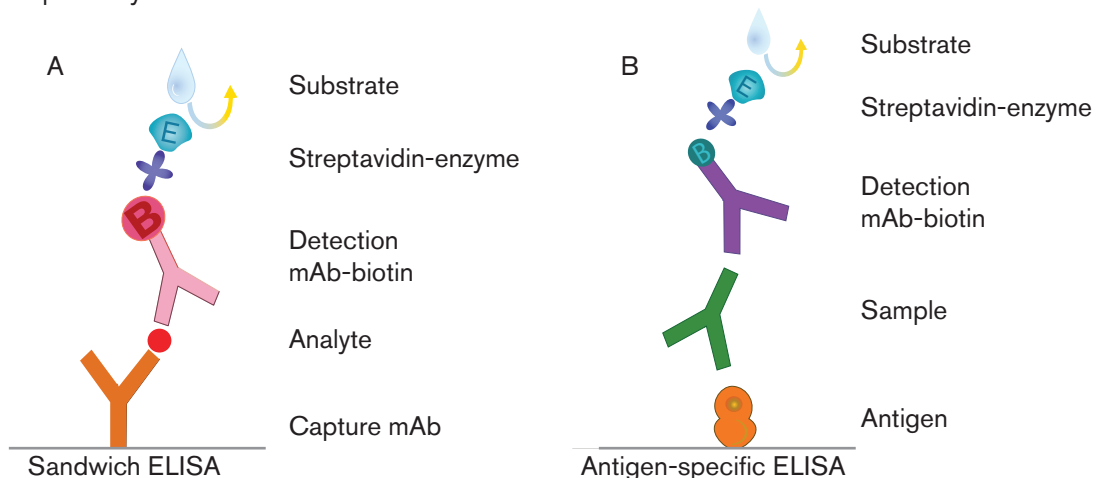 A
Substrate
E
Streptavidin-enzyme
B
Detection
mAb-biotin
Analyte
Capture mAb
Sandwich ELISA
B
Substrate
E
Streptavidin-enzyme
B
Detection
mAb-biotin
Sample
Antigen
Antigen-specific ELISA